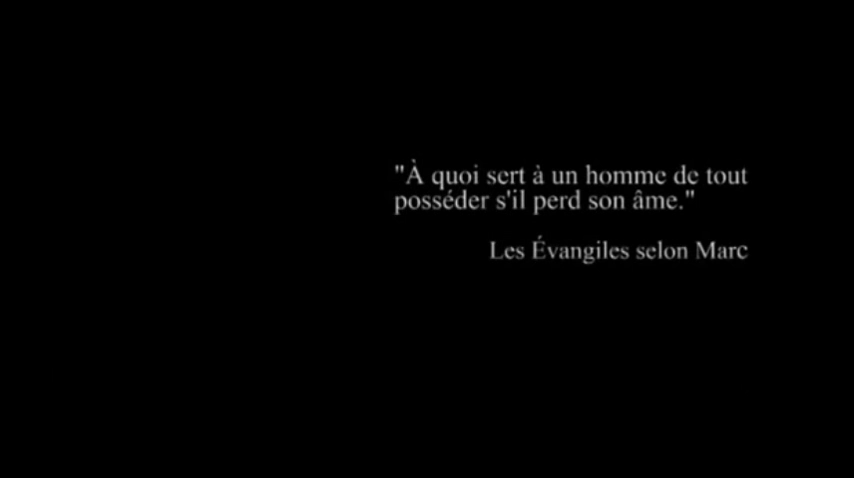 "À quoi sert à un homme de tout
posséder s'il perd son âme."
Les Évangiles selon Marc